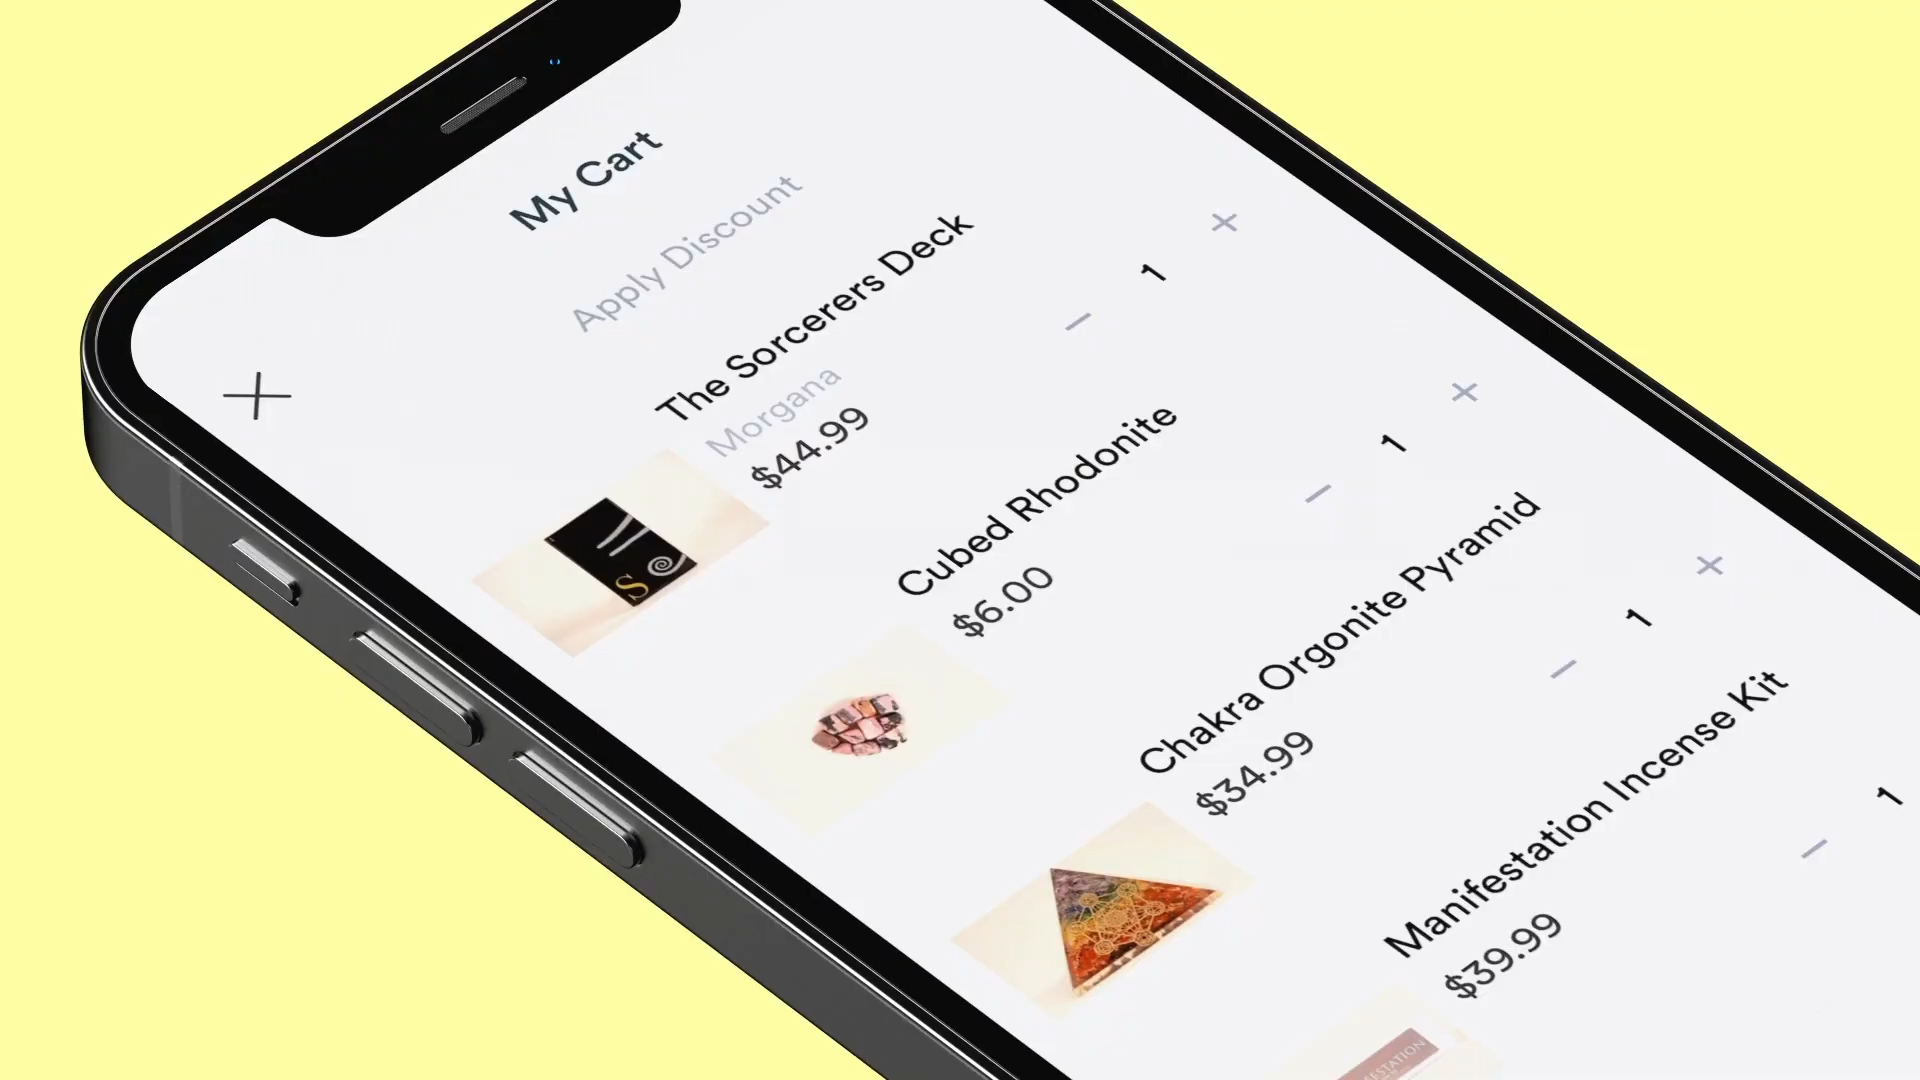 My Cart
Apply Discount
The Sorcerers Deck
Morgana
$44.99
1
S
Cubed Rhodonite
$6.00
1
Chakra Orgonite Pyramid
$34.99
1
Manifestation Incense Kit
$39.99
1